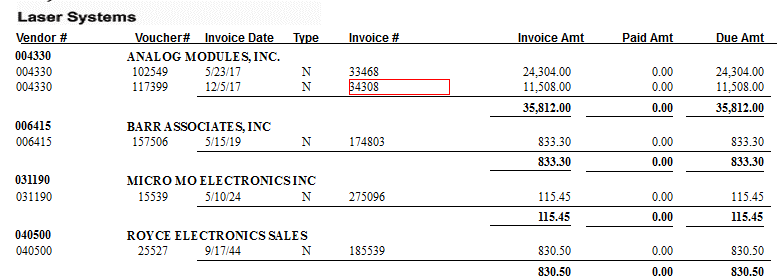 Laser Systems
Vendor # Voucher# Invoice Date Type Invoice # Invoice Amt Paid Amt Due Amt
004330 ANALOG MODULES, INC.
004330 102549 5/23/17 N 33468 24,304.00 0.00 24,304.00
004330 117399 12/5/17 N 34308 11,508.00 0.00 11,508.00
35,812.00 0.00 35,812.00
006415 BARR ASSOCIATES, INC
006415 157506 5/15/19 N 174803 833.30 0.00 833.30
833.30 0.00 833.30
031190 MICRO MO ELECTRONICS INC
031190 15539 5/10/24 N 275096 115.45 0.00 115.45
115.45 0.00 115.45
040500 ROYCE ELECTRONICS SALES
040500 25527 9/17/44 N 185539 830.50 0.00 830.50
830.50 0.00 830.50